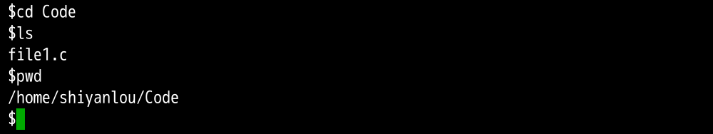 $cd Code
$ls
file1.c
$pwd
/home/shiyanlou/Code
$